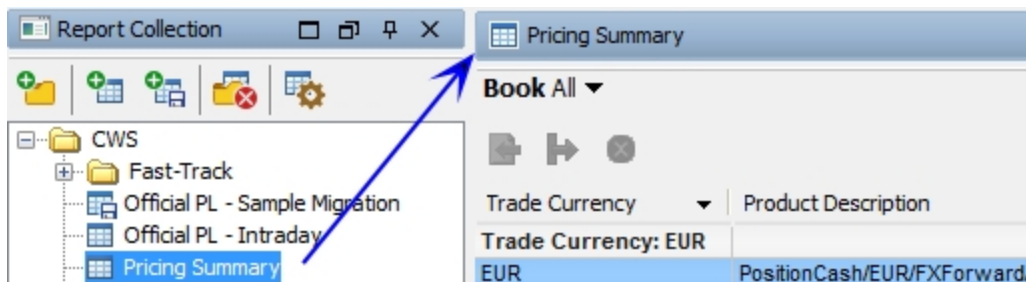 Report Collection
CWS
Fast-Track
Official PL - Sample Migration
Official PL - Intraday
Pricing Summary
Pricing Summary
Book All
Trade Currency Product Description
Trade Currency: EUR
EUR PositionCash/EUR/FXForward/